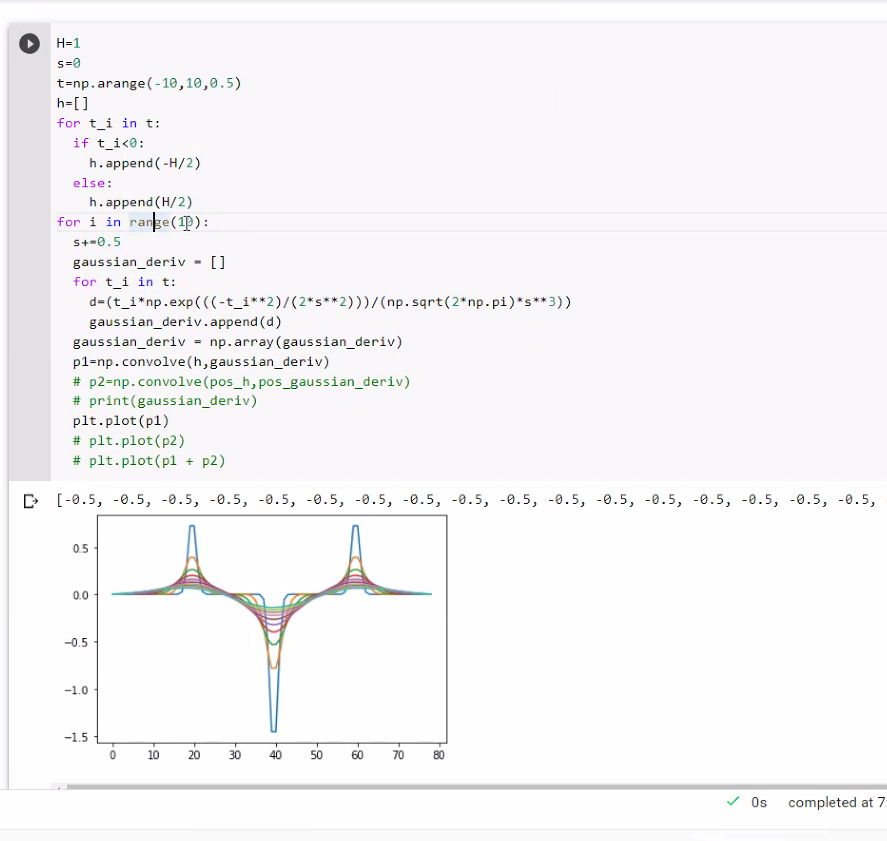 H=1
s=0
t=np.arange(-10,10,0.5)
h=[]
for t_i in t:
  if t_i<0:
    h.append(-H/2)
  else:
    h.append(H/2)
for i in range(10):
  s+=0.5
  gaussian_deriv = []
  for t_i in t:
    d=(t_i*np.exp(((-t_i**2)/(2*s**2)))/(np.sqrt(2*np.pi)*s**3))
    gaussian_deriv.append(d)
  gaussian_deriv = np.array(gaussian_deriv)
  p1=np.convolve(h,gaussian_deriv)
  # p2=np.convolve(pos_h,pos_gaussian_deriv)
  # print(gaussian_deriv)
  plt.plot(p1)
  # plt.plot(p2)
  # plt.plot(p1 + p2)
[-0.5, -0.5, -0.5, -0.5, -0.5, -0.5, -0.5, -0.5, -0.5, -0.5, -0.5, -0.5, -0.5, -0.5, -0.5, -0.5, -0.5,
0.5
0.0
−0.5
−1.0
−1.5
0 10 20 30 40 50 60 70 80
0s completed at 7: